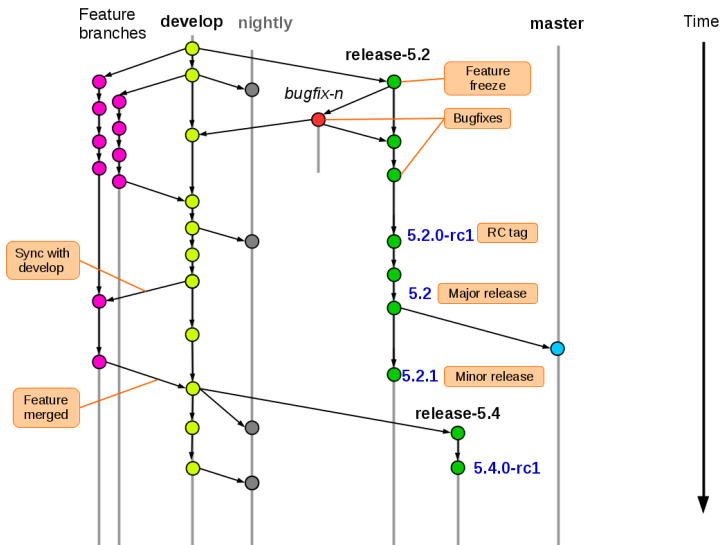 Feature
branches
develop
nightly
master
Time
release-5.2
Feature
freeze
bugfix-n
Bugfixes
5.2.0-rc1
RC tag
Sync with
develop
5.2
Major release
5.2.1
Minor release
Feature
merged
release-5.4
5.4.0-rc1